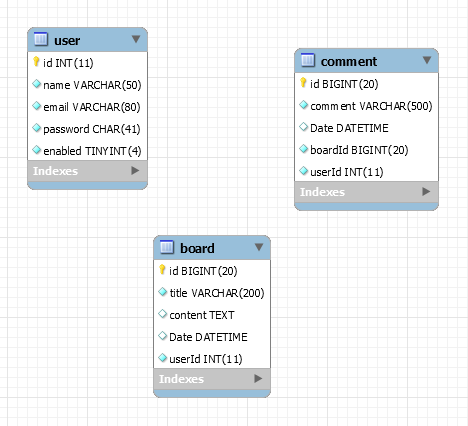 user
id INT(11)
name VARCHAR(50)
email VARCHAR(80)
password CHAR(41)
enabled TINYINT(4)
Indexes
comment
id BIGINT(20)
comment VARCHAR(500)
Date DATETIME
boardId BIGINT(20)
userId INT(11)
Indexes
board
id BIGINT(20)
title VARCHAR(200)
content TEXT
Date DATETIME
userId INT(11)
Indexes